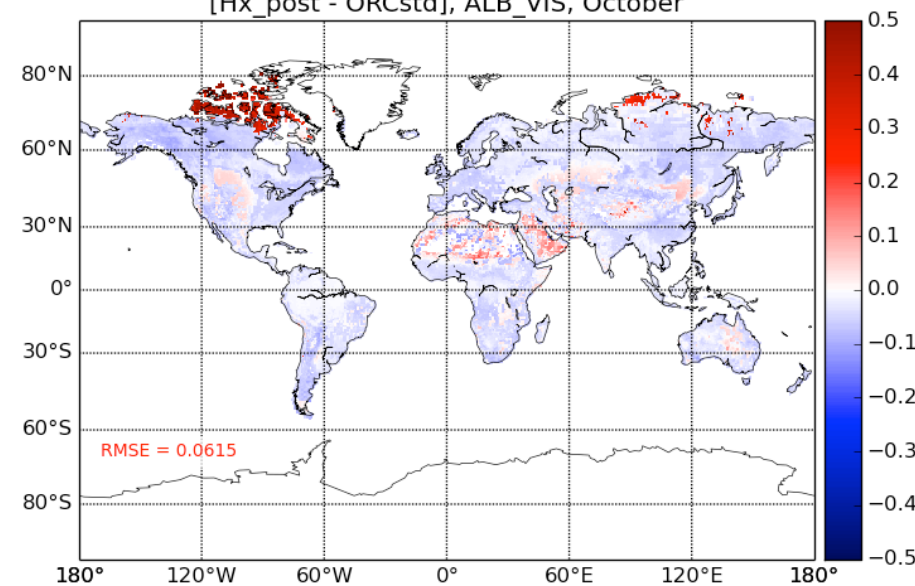 [Hx_post - ORCstd], ALB_VIS, October
80°N
60°N
30°N
0°
30°S
60°S
80°S
RMSE = 0.0615
180° 120°W 60°W 0° 60°E 120°E 180°
0.5
0.4
0.3
0.2
0.1
0.0
−0.1
−0.2
−0.3
−0.4
−0.5